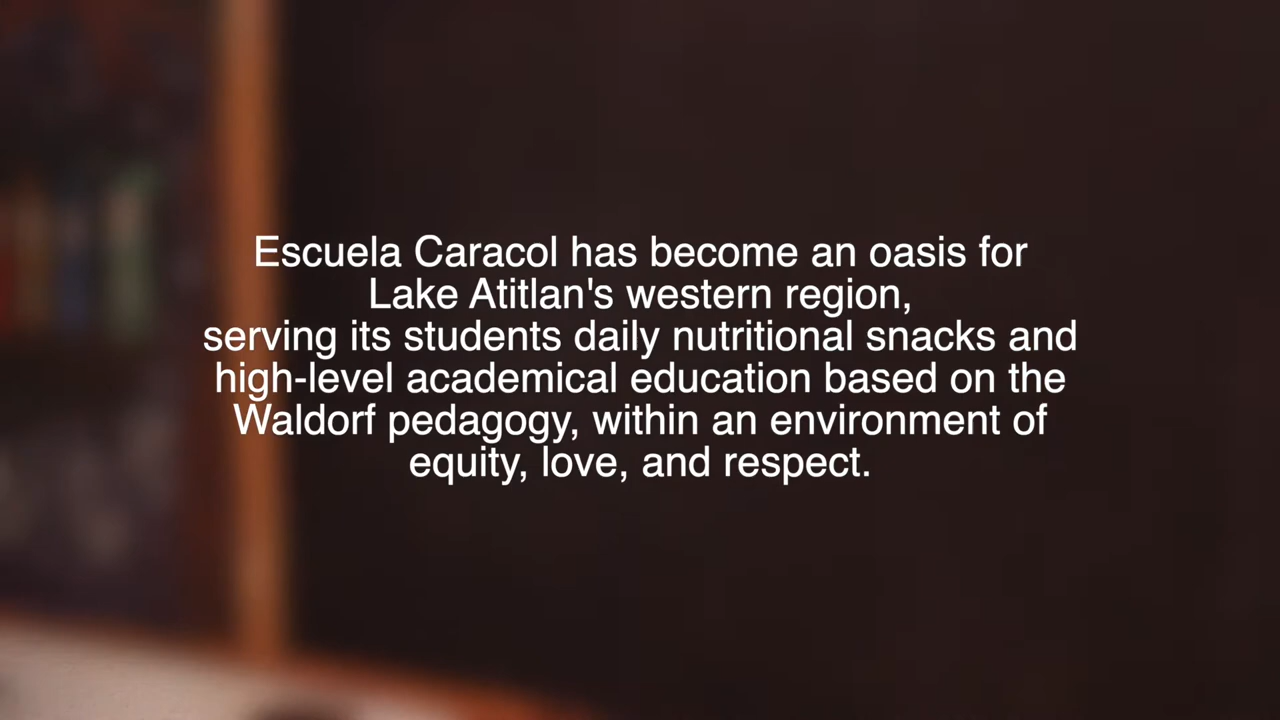 Escuela Caracol has become an oasis for
Lake Atitlan's western region,
serving its students daily nutritional snacks and
high-level academical education based on the
Waldorf pedagogy, within an environment of
equity, love, and respect.